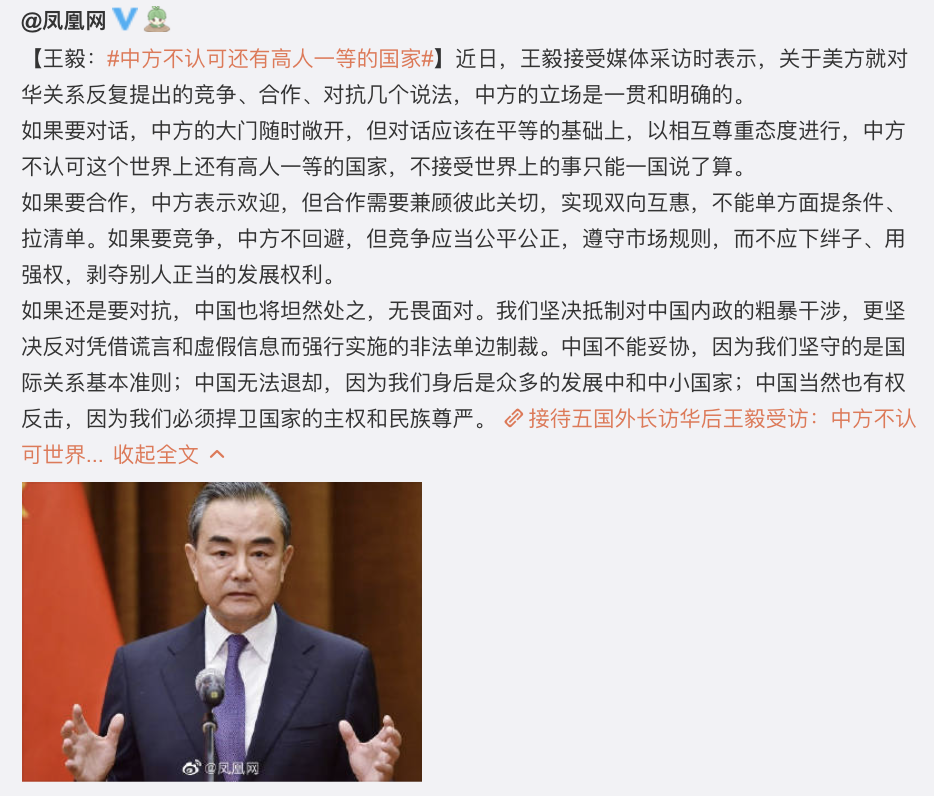 @凤凰网
【王毅：#中方不认可还有高人一等的国家#】近日，王毅接受媒体采访时表示，关于美方就对
华关系反复提出的竞争、合作、对抗几个说法，中方的立场是一贯和明确的。
如果要对话，中方的大门随时敞开，但对话应该在平等的基础上，以相互尊重态度进行，中方
不认可这个世界上还有高人一等的国家，不接受世界上的事只能一国说了算。
如果要合作，中方表示欢迎，但合作需要兼顾彼此关切，实现双向互惠，不能单方面提条件、
拉清单。如果要竞争，中方不回避，但竞争应当公平公正，遵守市场规则，而不应下绊子、用
强权，剥夺别人正当的发展权利。
如果还是要对抗，中国也将坦然处之，无畏面对。我们坚决抵制对中国内政的粗暴干涉，更坚
决反对凭借谎言和虚假信息而强行实施的非法单边制裁。中国不能妥协，因为我们坚守的是国
际关系基本准则；中国无法退却，因为我们身后是众多的发展中和中小国家；中国当然也有权
反击，因为我们必须捍卫国家的主权和民族尊严。 接待五国外长访华后王毅受访：中方不认
可世界... 收起全文
@凤凰网